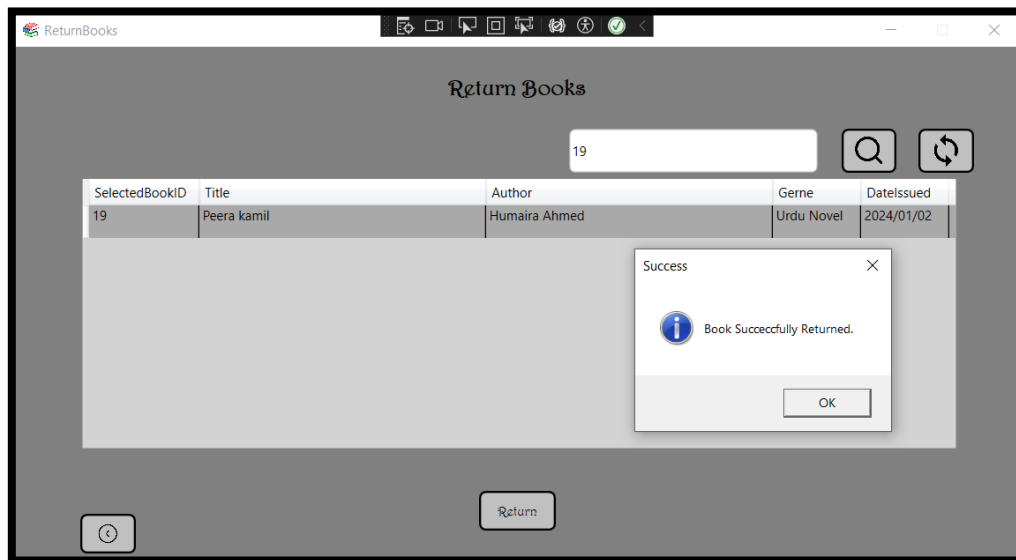 ReturnBooks
Return Books
19
SelectedBookID Title Author Gerne DateIssued
19 Peera kamil Humaira Ahmed Urdu Novel 2024/01/02
Success
Book Succeccfully Returned.
OK
Return